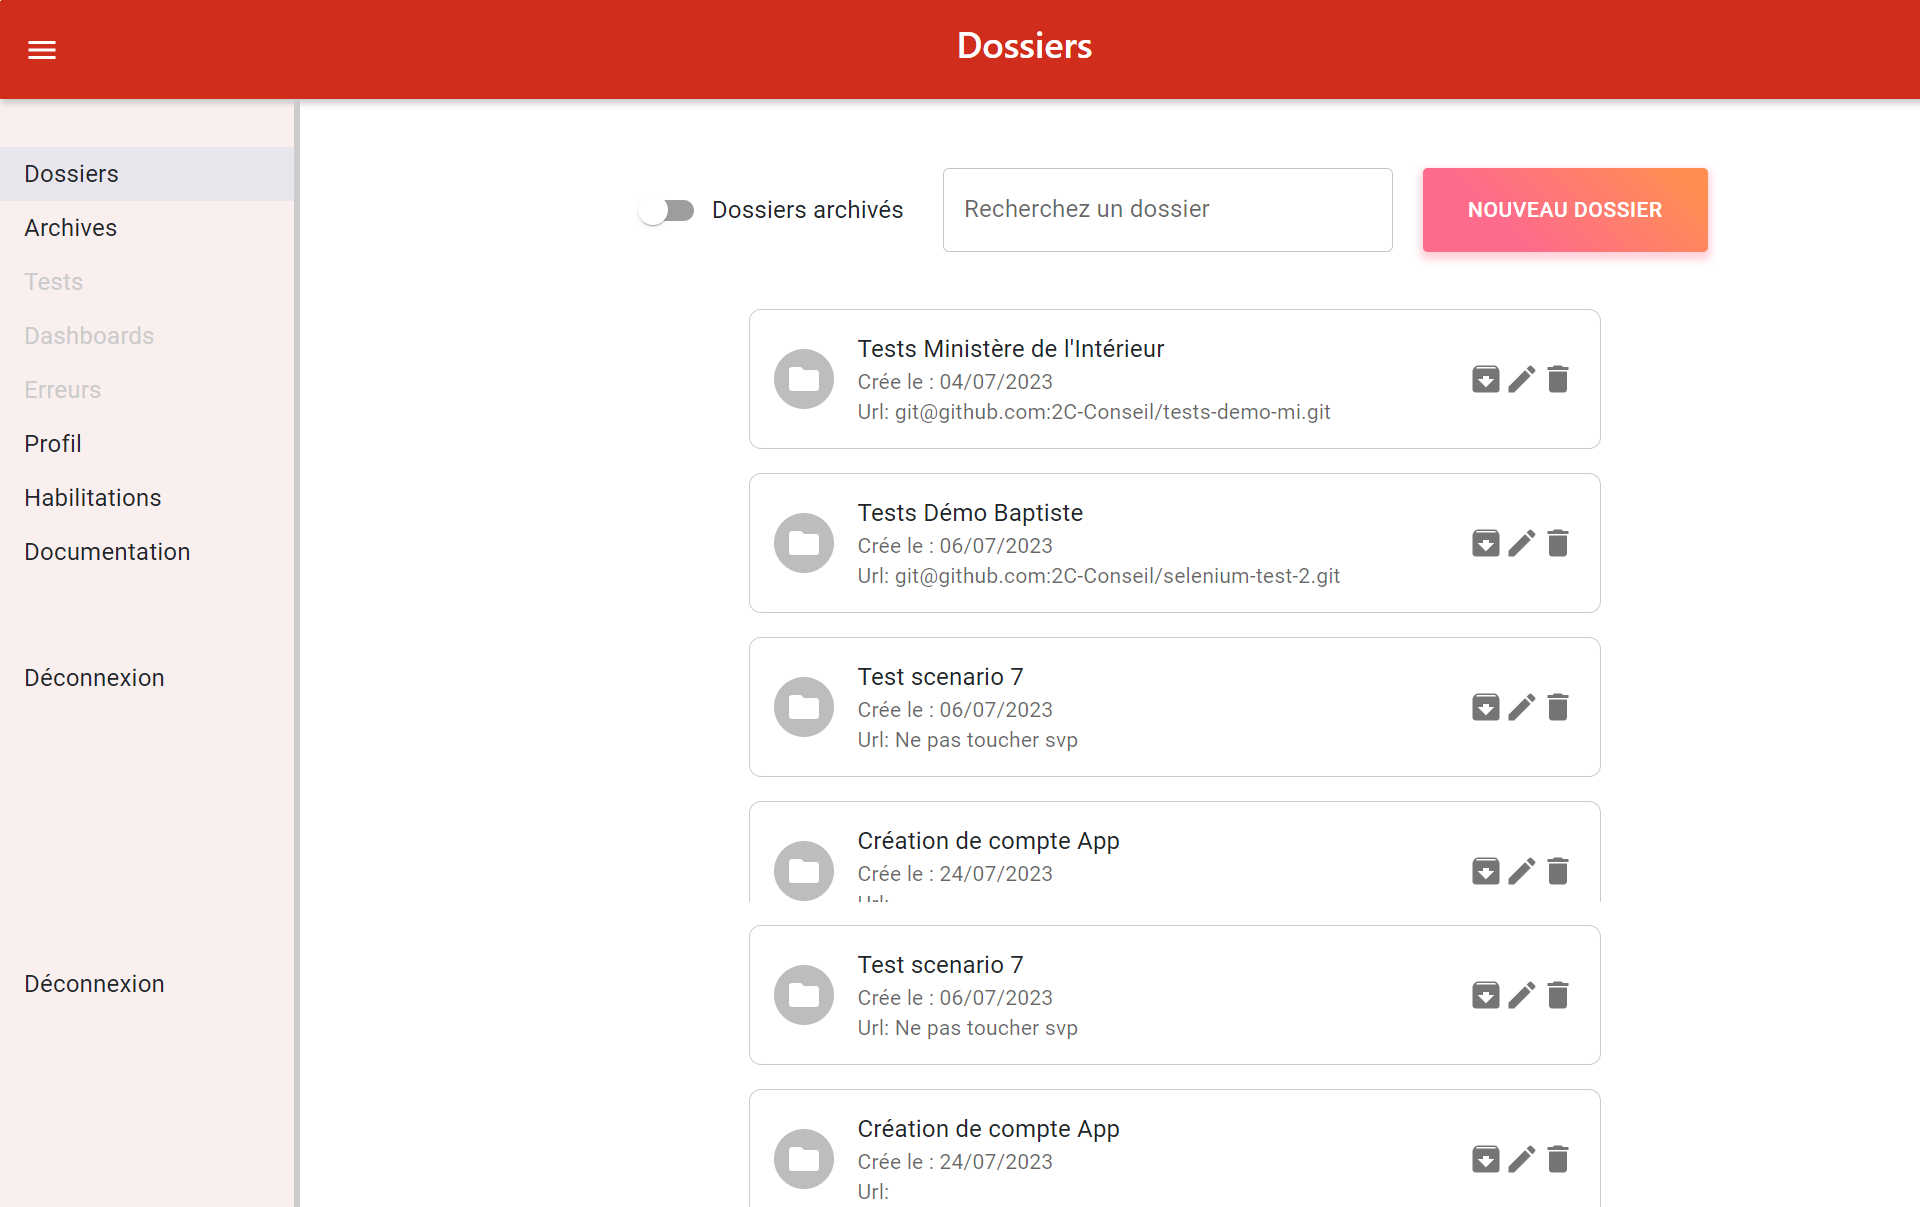 Dossiers
Dossiers
Archives
Tests
Dashboards
Erreurs
Profil
Habilitations
Documentation
Déconnexion
Déconnexion
Dossiers archivés
Recherchez un dossier
NOUVEAU DOSSIER
Tests Ministère de l'Intérieur
Crée le : 04/07/2023
Url: git@github.com:2C-Conseil/tests-demo-mi.git
Tests Démo Baptiste
Crée le : 06/07/2023
Url: git@github.com:2C-Conseil/selenium-test-2.git
Test scenario 7
Crée le : 06/07/2023
Url: Ne pas toucher svp
Création de compte App
Crée le : 24/07/2023
Url:
Test scenario 7
Crée le : 06/07/2023
Url: Ne pas toucher svp
Création de compte App
Crée le : 24/07/2023
Url: